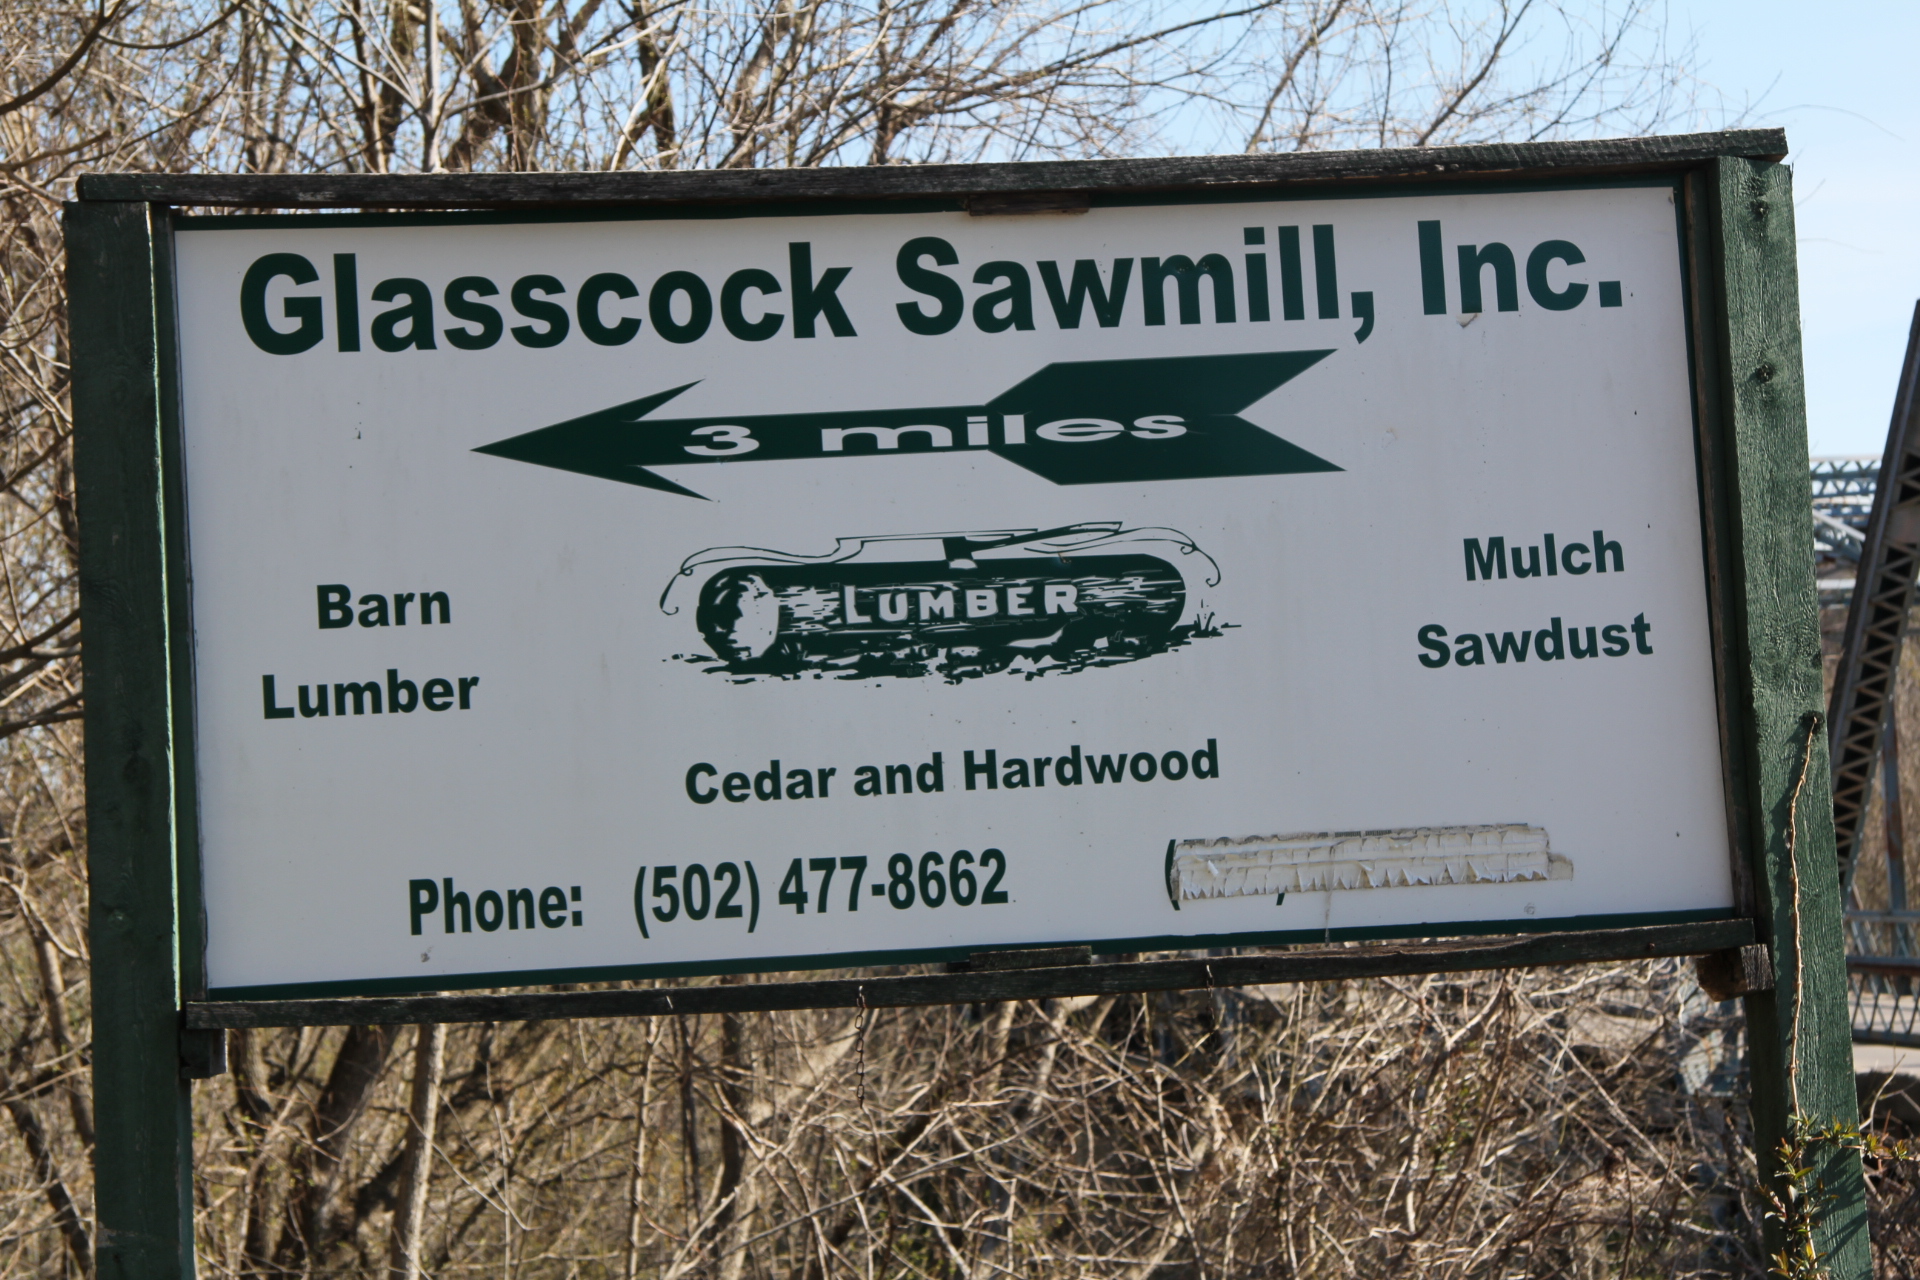 Glasscock Sawmill, Inc.
3 miles
LUMBER
Barn
Lumber
Mulch
Sawdust
Cedar and Hardwood
Phone: (502) 477-8662